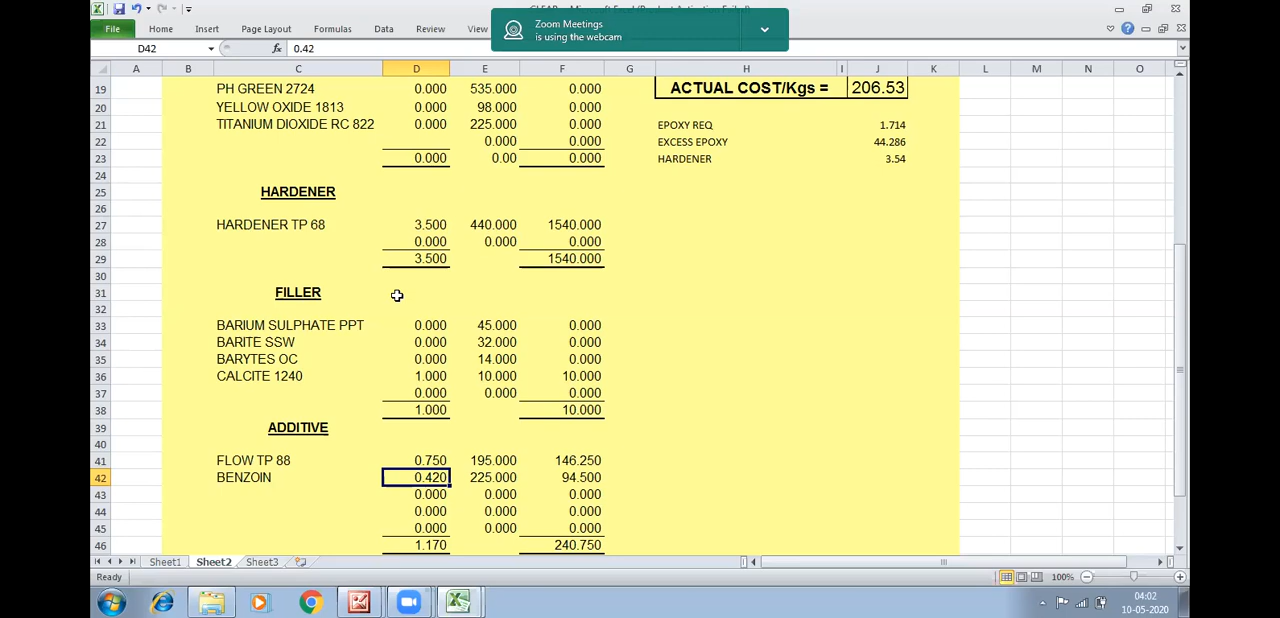 Zoom Meetings
is using the webcam
File Home Insert Page Layout Formulas Data Review View
D42 fx 0.42
A B C D E F G H I J K L M N O
19 PH GREEN 2724 0.000 535.000 0.000 ACTUAL COST/Kgs = 206.53
20 YELLOW OXIDE 1813 0.000 98.000 0.000
21 TITANIUM DIOXIDE RC 822 0.000 225.000 0.000 EPOXY REQ 1.714
22 0.000 0.000 EXCESS EPOXY 44.286
23 0.000 0.00 0.000 HARDENER 3.54
24
25 HARDENER
26
27 HARDENER TP 68 3.500 440.000 1540.000
28 0.000 0.000 0.000
29 3.500 1540.000
30
31 FILLER
32
33 BARIUM SULPHATE PPT 0.000 45.000 0.000
34 BARITE SSW 0.000 32.000 0.000
35 BARYTES OC 0.000 14.000 0.000
36 CALCITE 1240 1.000 10.000 10.000
37 0.000 0.000 0.000
38 1.000 10.000
39 ADDITIVE
40
41 FLOW TP 88 0.750 195.000 146.250
42 BENZOIN 0.420 225.000 94.500
43 0.000 0.000 0.000
44 0.000 0.000 0.000
45 0.000 0.000 0.000
46 1.170 240.750
Sheet1 Sheet2 Sheet3
Ready 100%
04:02
10-05-2020